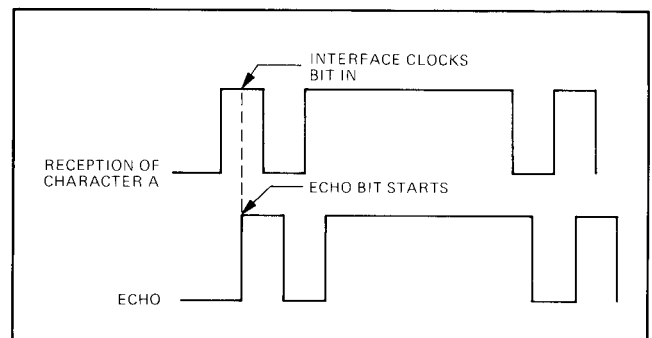 INTERFACE CLOCKS
BIT IN
RECEPTION OF
CHARACTER A
ECHO BIT STARTS
ECHO